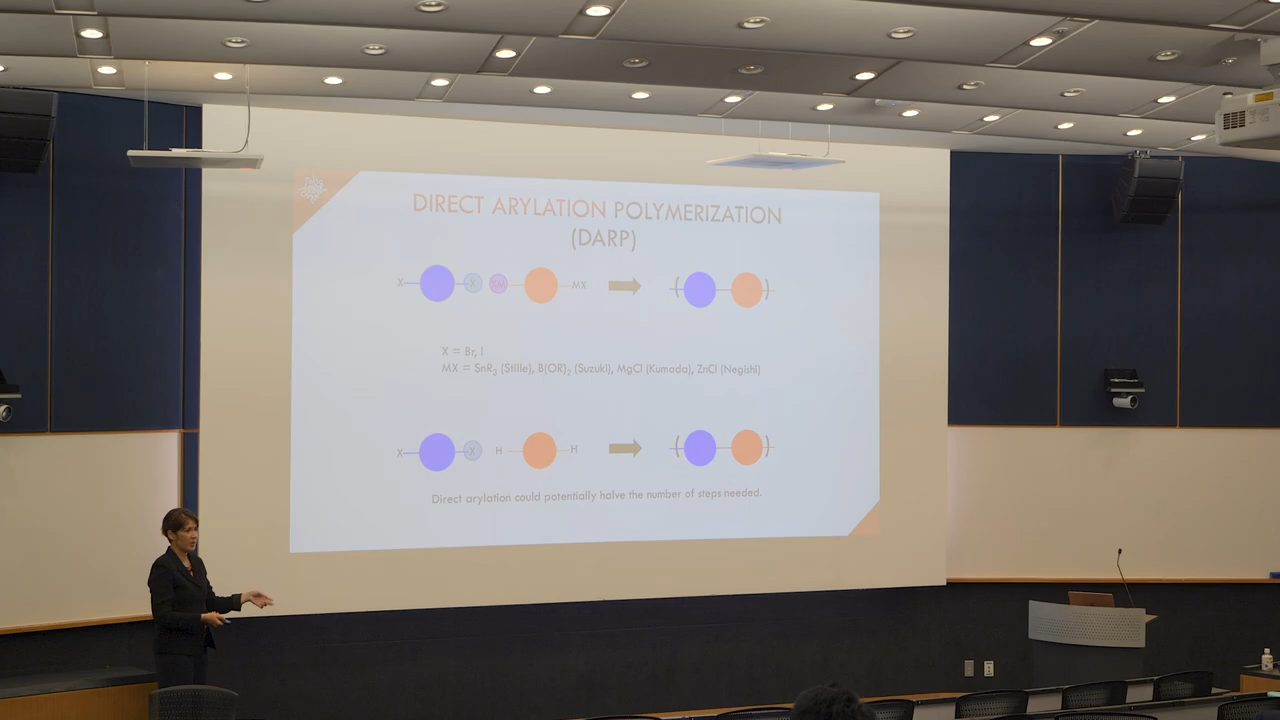 DIRECT ARYLATION POLYMERIZATION
(DARP)
X X XM MX
X = Br, I
MX = SnR₃ (Stille), B(OR)₂ (Suzuki), MgCl (Kumada), ZnCl (Negishi)
X X H H
Direct arylation could potentially halve the number of steps needed.